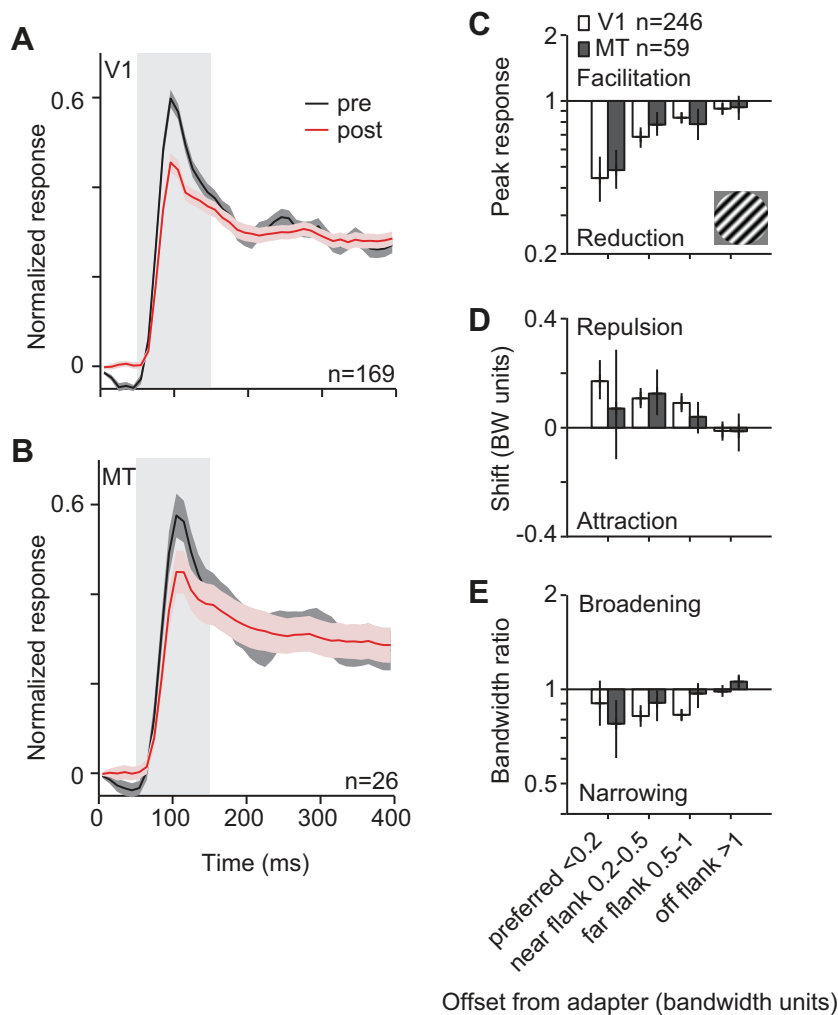 A
V1
0.6
pre
post
Normalized response
0
n=169
B
MT
0.6
Normalized response
0
n=26
0 100 200 300 400
Time (ms)
C
V1 n=246
MT n=59
2
Facilitation
1
Peak response
Reduction
0.2
D
0.4
Repulsion
0
Shift (BW units)
Attraction
-0.4
E
2
Broadening
1
Bandwidth ratio
0.5
Narrowing
preferred <0.2
near flank 0.2-0.5
far flank 0.5-1
off flank >1
Offset from adapter (bandwidth units)